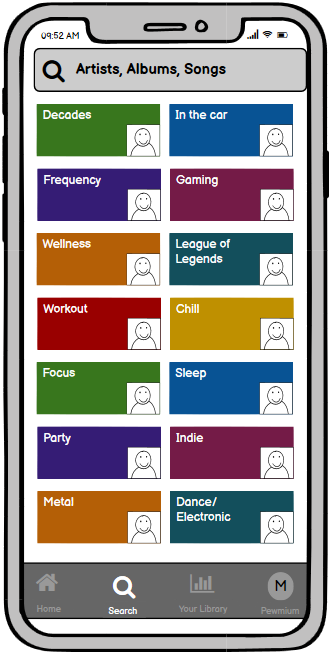 09:52 AM
Artists, Albums, Songs
Decades
In the car
Frequency
Gaming
Wellness
League of
Legends
Workout
Chill
Focus
Sleep
Party
Indie
Metal
Dance/
Electronic
M
Home
Search
Your Library
Pewmium